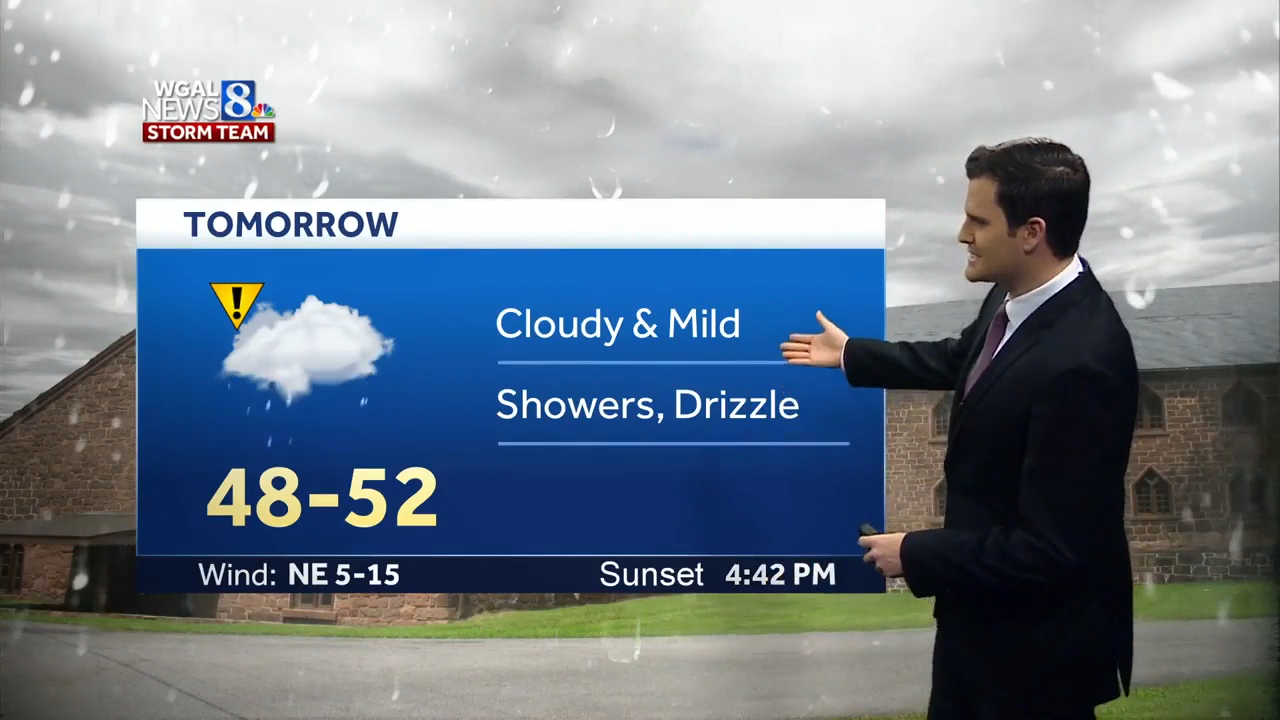 WGAL
NEWS 8
STORM TEAM
TOMORROW
!
Cloudy & Mild
Showers, Drizzle
48-52
Wind: NE 5-15 Sunset 4:42 PM